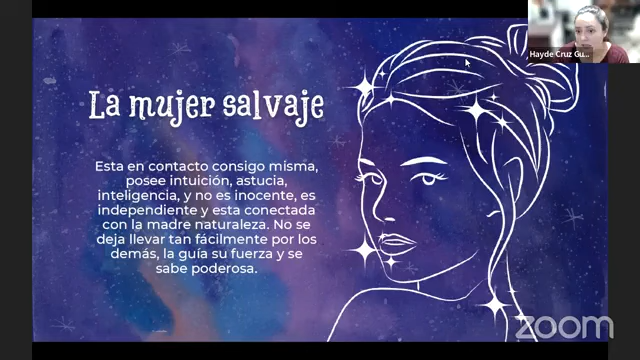 Hayde Cruz Gu...
La mujer salvaje
Esta en contacto consigo misma,
posee intuición, astucia,
inteligencia, y no es inocente, es
independiente y esta conectada
con la madre naturaleza. No se
deja llevar tan fácilmente por los
demás, la guía su fuerza y se
sabe poderosa.
zoom